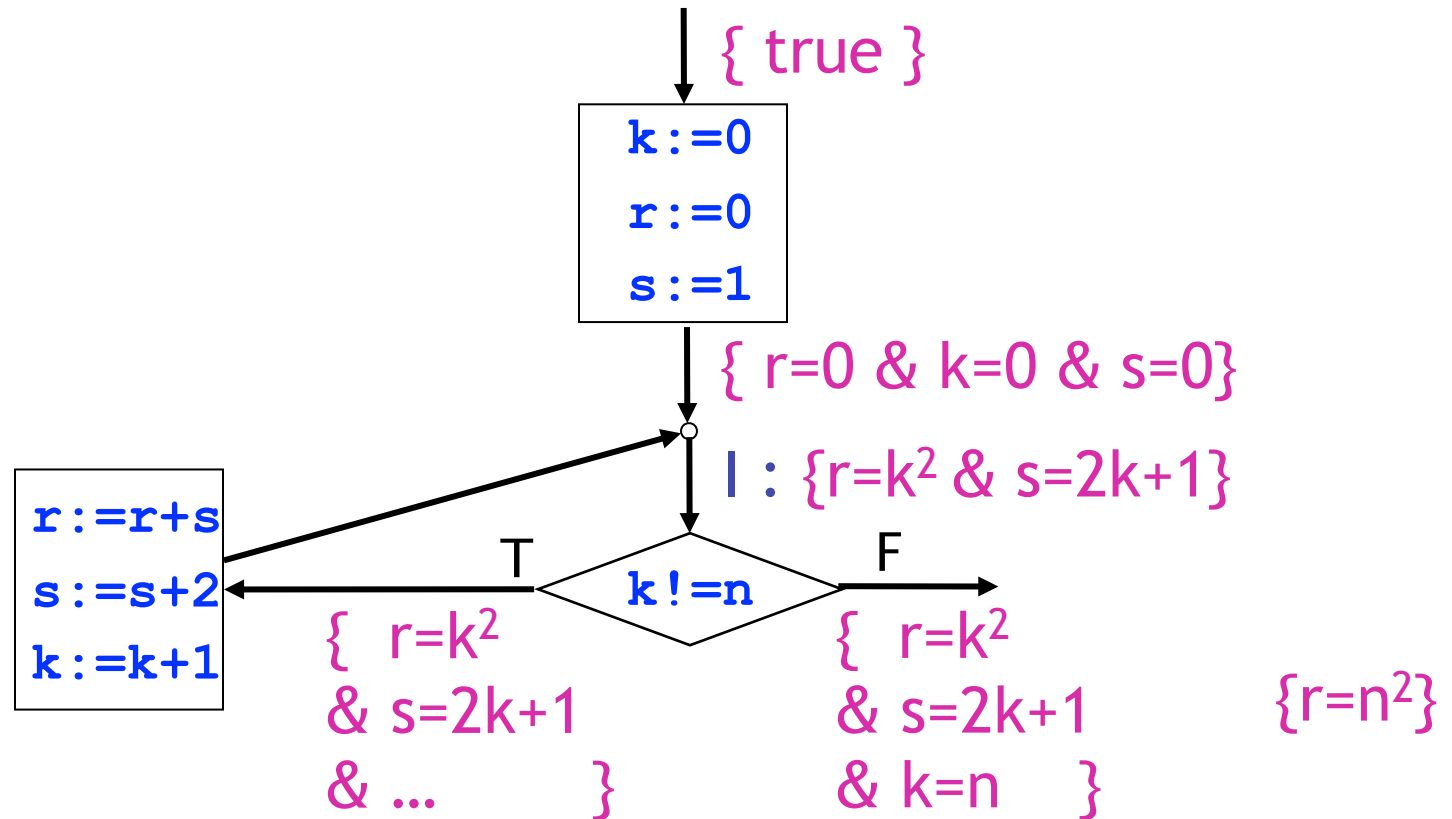 { true }
k:=0
r:=0
s:=1
{ r=0 & k=0 & s=0}
I : {r=k² & s=2k+1}
r:=r+s
s:=s+2
k:=k+1
T
k!=n
F
{ r=k²
& s=2k+1
& ... }
{ r=k²
& s=2k+1
& k=n }
{r=n²}